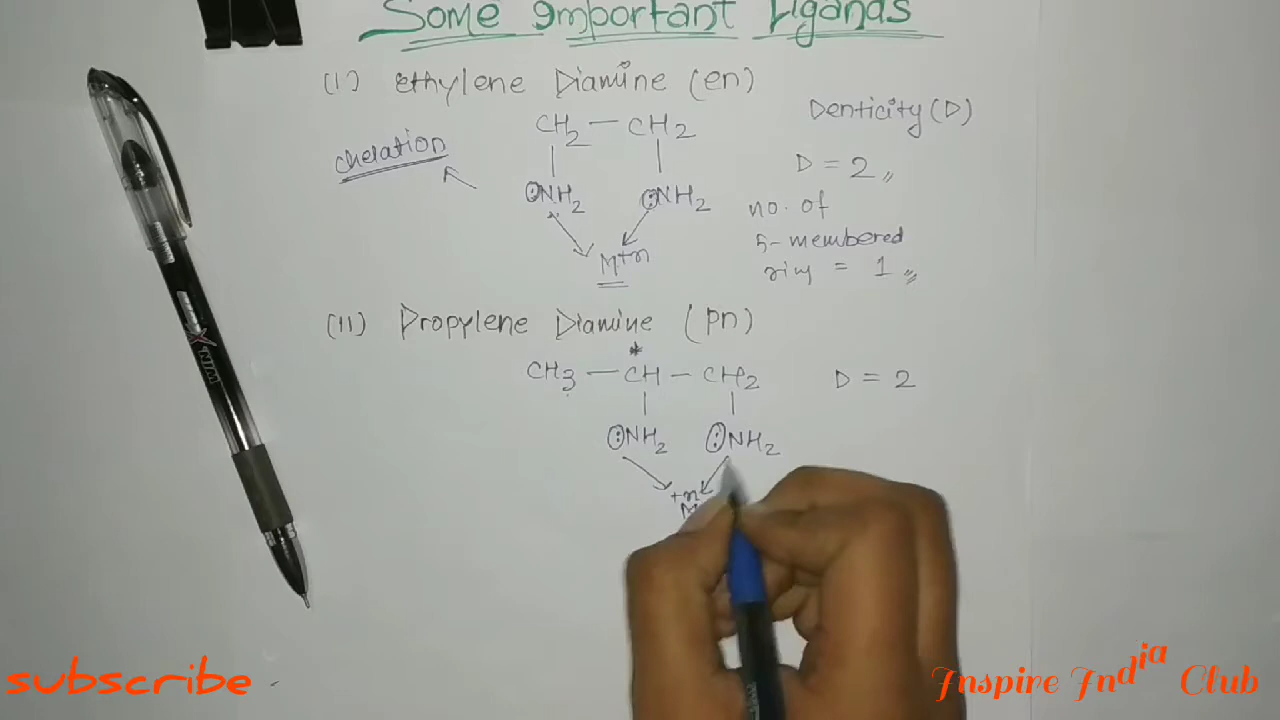 Some Important Ligands
(I) ethylene Diamine (en)
Denticity (D)
CH2 — CH2
chelation
D = 2,,
:NH2 :NH2
no. of
5-membered
M+n
ring = 1,,
(II) Propylene Diamine (pn)
*
CH3 — CH — CH2 D = 2
:NH2 :NH2
+n
M
WIN
subscribe
Inspire India Club